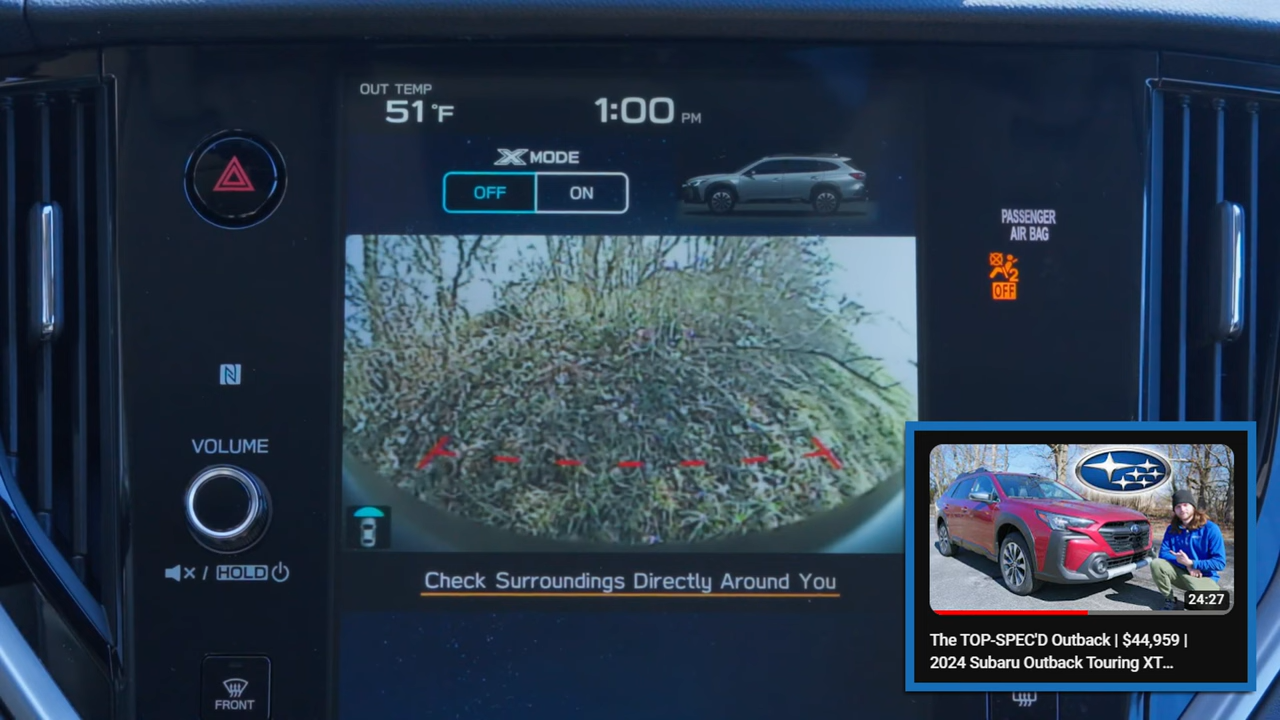 OUT TEMP
51°F
1:00 PM
X MODE
OFF ON
PASSENGER
AIR BAG
2
OFF
VOLUME
/ HOLD
Check Surroundings Directly Around You
FRONT
24:27
The TOP-SPEC'D Outback | $44,959 |
2024 Subaru Outback Touring XT...